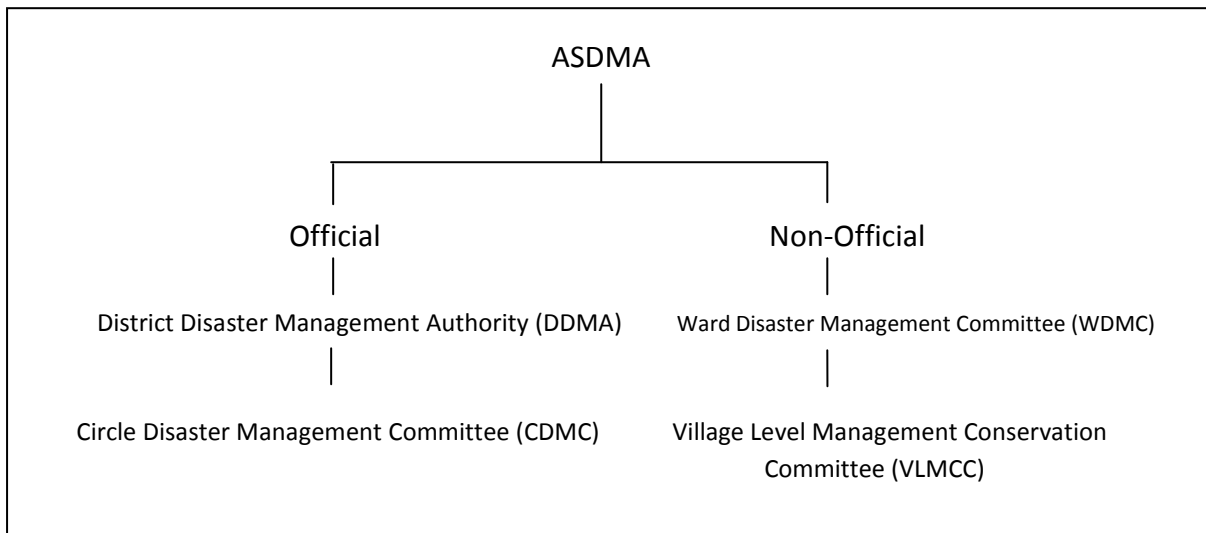 ASDMA
Official
Non-Official
District Disaster Management Authority (DDMA)
Ward Disaster Management Committee (WDMC)
Circle Disaster Management Committee (CDMC)
Village Level Management Conservation
Committee (VLMCC)